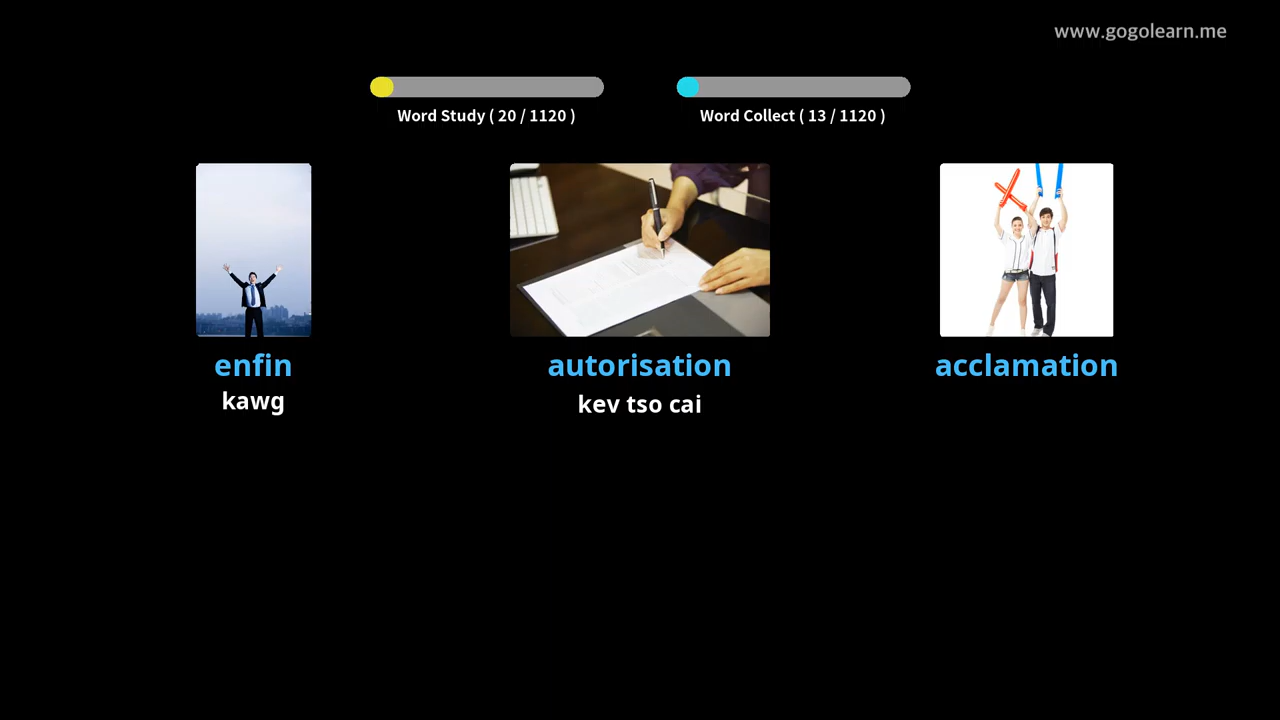 www.gogolearn.me
Word Study ( 20 / 1120 )
Word Collect ( 13 / 1120 )
enfin
kawg
autorisation
kev tso cai
acclamation